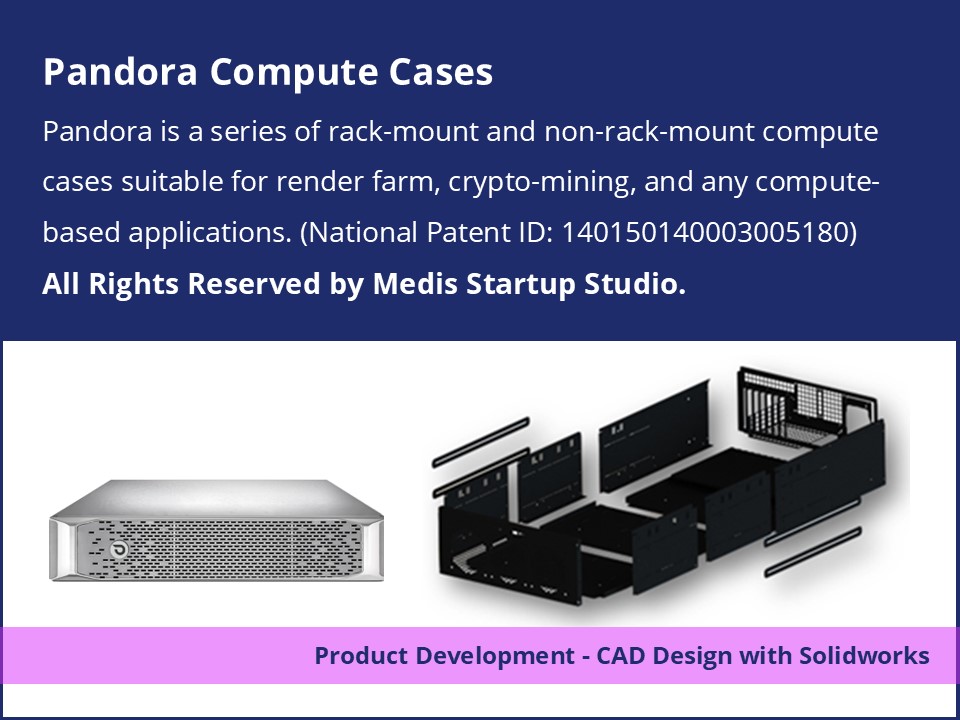 Pandora Compute Cases
Pandora is a series of rack-mount and non-rack-mount compute
cases suitable for render farm, crypto-mining, and any compute-
based applications. (National Patent ID: 140150140003005180)
All Rights Reserved by Medis Startup Studio.
Product Development - CAD Design with Solidworks